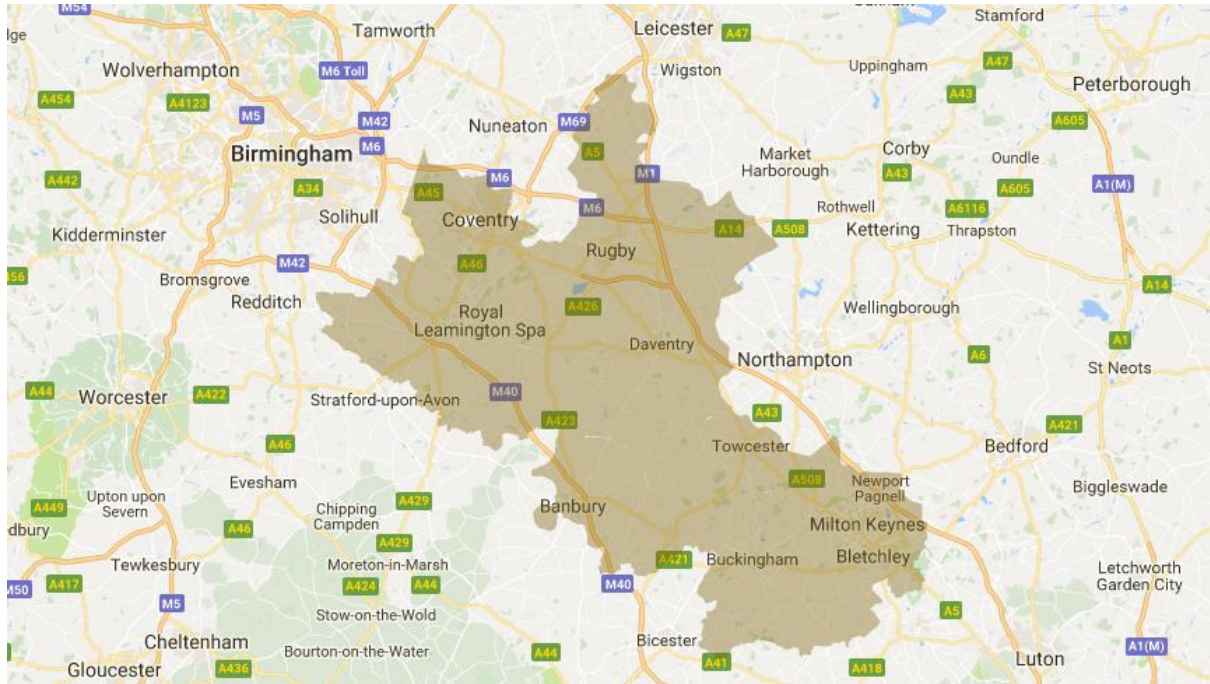 M54
Tamworth
Leicester
A47
Stamford
Wolverhampton
M6 Toll
Wigston
Uppingham
A47
Peterborough
A454
A4123
M5
M42
M6
Nuneaton
M69
A43
A605
Birmingham
A5
Market
Harborough
Corby
Oundle
A442
A34
A45
M6
M1
A43
A605
A1(M)
Solihull
Coventry
M6
Rothwell
A6116
Kidderminster
A14
A508
Kettering
Thrapston
Rugby
M42
A46
A14
Bromsgrove
Redditch
Royal
Leamington Spa
A426
Wellingborough
Daventry
Northampton
A6
A1
St Neots
A44
Worcester
A422
Stratford-upon-Avon
M40
A423
A43
A421
A46
Towcester
Bedford
Evesham
A508
Newport
Pagnell
Biggleswade
Upton upon
Severn
A449
A429
Chipping
Campden
Banbury
A46
Milton Keynes
A429
Tewkesbury
Moreton-in-Marsh
A421
Buckingham
Bletchley
Letchworth
Garden City
M50
A417
M5
A424
A44
M40
Stow-on-the-Wold
A5
Cheltenham
Bourton-on-the-Water
A44
Bicester
A41
A418
Luton
A1(M)
Gloucester
A436